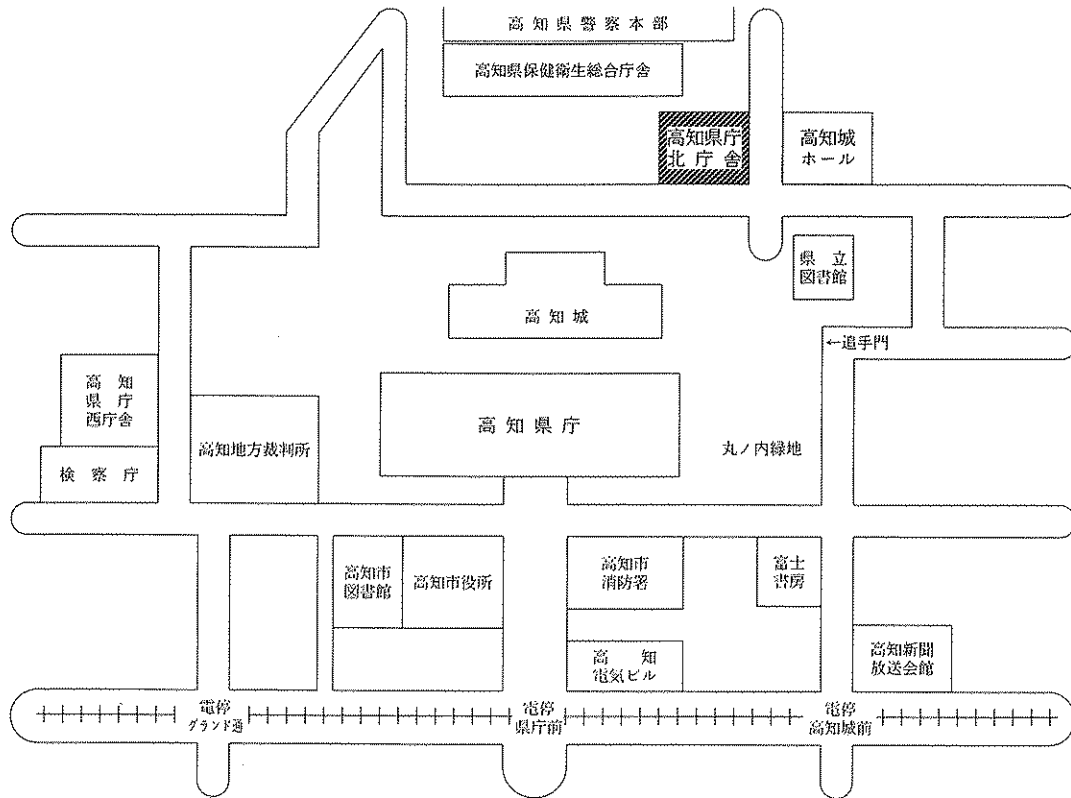 高知県警察本部
高知県保健衛生総合庁舎
高知県庁
北庁舎
高知城
ホール
県立
図書館
高知城
←追手門
高知
県庁
西庁舎
高知県庁
高知地方裁判所
丸ノ内緑地
検察庁
高知市
図書館
高知市役所
高知市
消防署
富士
書房
高知
電気ビル
高知新聞
放送会館
電停
グランド通
電停
県庁前
電停
高知城前